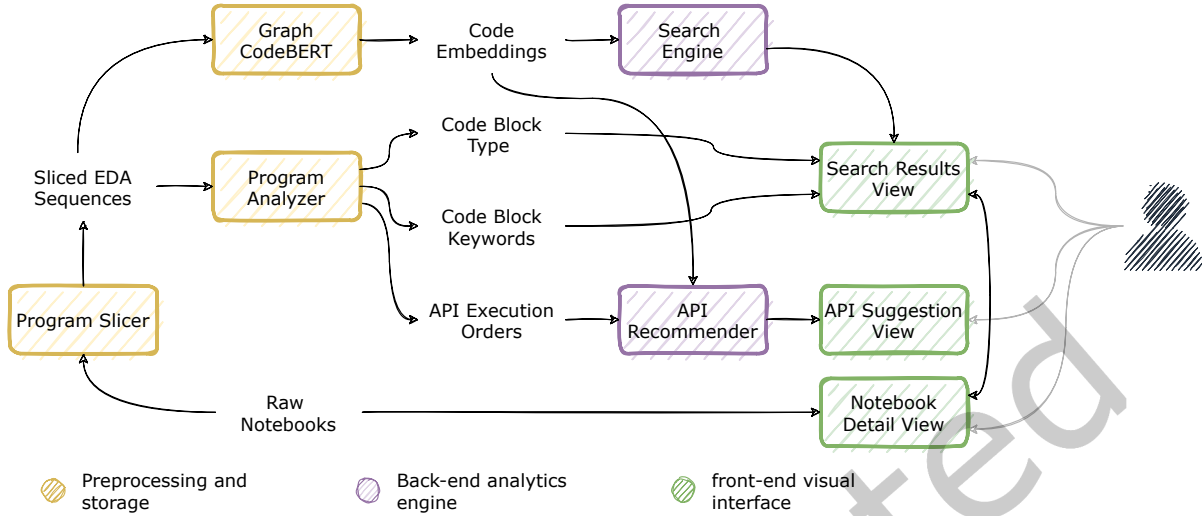 Graph
CodeBERT
Code
Embeddings
Search
Engine
Code Block
Type
Sliced EDA
Sequences
Program
Analyzer
Search Results
View
Code Block
Keywords
Program Slicer
API Execution
Orders
API
Recommender
API Suggestion
View
Raw
Notebooks
Notebook
Detail View
Preprocessing and
storage
Back-end analytics
engine
front-end visual
interface